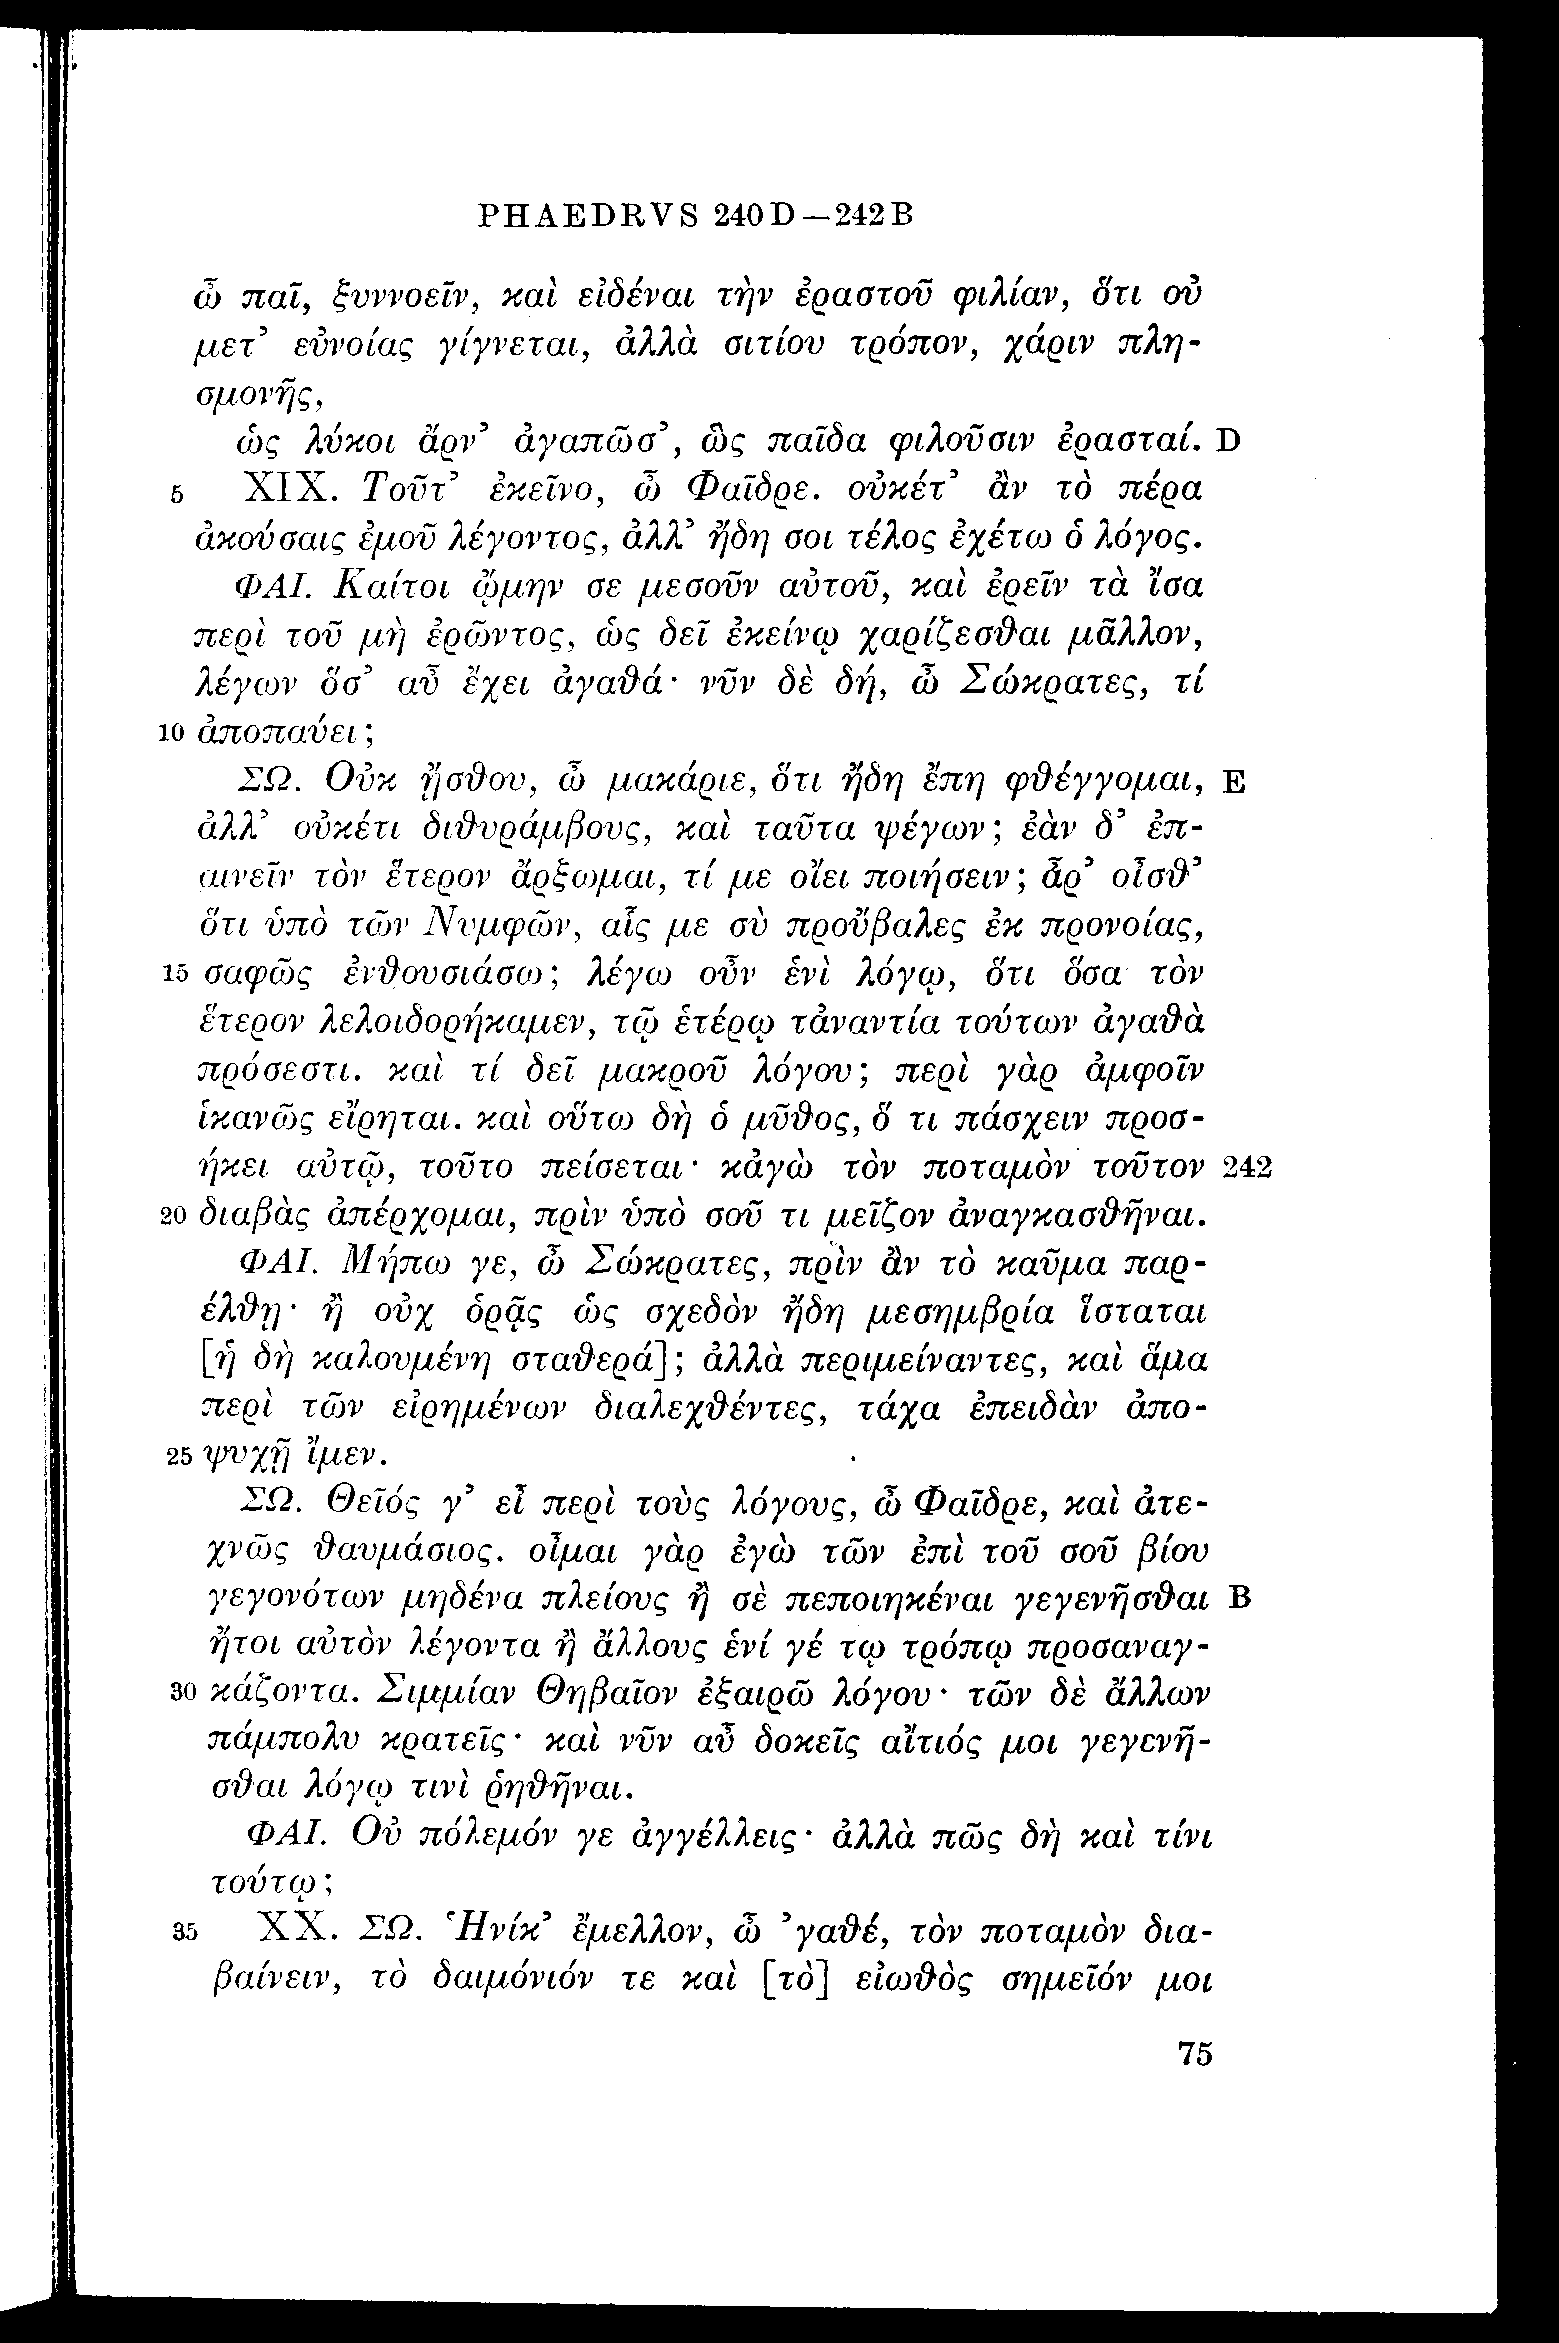 PHAEDRVS 240D—242B
ὦ παῖ, ξυννοεῖν, καὶ εἰδέναι τὴν ἐραστοῦ φιλίαν, ὅτι οὐ
μετ’ εὐνοίας γίγνεται, ἀλλὰ σιτίου τρόπον, χάριν πλη-
σμονῆς,
ὡς λύκοι ἄρν’ ἀγαπῶσ’, ὣς παῖδα φιλοῦσιν ἐρασταί. D
5 XIX. Τοῦτ’ ἐκεῖνο, ὦ Φαῖδρε. οὐκέτ’ ἂν τὸ πέρα
ἀκούσαις ἐμοῦ λέγοντος, ἀλλ’ ἤδη σοι τέλος ἐχέτω ὁ λόγος.
ΦΑΙ. Καίτοι ᾤμην σε μεσοῦν αὐτοῦ, καὶ ἐρεῖν τὰ ἴσα
περὶ τοῦ μὴ ἐρῶντος, ὡς δεῖ ἐκείνῳ χαρίζεσθαι μᾶλλον,
λέγων ὅσ’ αὖ ἔχει ἀγαθά· νῦν δὲ δή, ὦ Σώκρατες, τί
10 ἀποπαύει;
ΣΩ. Οὐκ ᾔσθου, ὦ μακάριε, ὅτι ἤδη ἔπη φθέγγομαι, E
ἀλλ’ οὐκέτι διθυράμβους, καὶ ταῦτα ψέγων; ἐὰν δ’ ἐπ-
αινεῖν τὸν ἕτερον ἄρξωμαι, τί με οἴει ποιήσειν; ἆρ’ οἶσθ’
ὅτι ὑπὸ τῶν Νυμφῶν, αἷς με σὺ προὔβαλες ἐκ προνοίας,
15 σαφῶς ἐνθουσιάσω; λέγω οὖν ἑνὶ λόγῳ, ὅτι ὅσα τὸν
ἕτερον λελοιδορήκαμεν, τῷ ἑτέρῳ τἀναντία τούτων ἀγαθὰ
πρόσεστι. καὶ τί δεῖ μακροῦ λόγου; περὶ γὰρ ἀμφοῖν
ἱκανῶς εἴρηται. καὶ οὕτω δὴ ὁ μῦθος, ὅ τι πάσχειν προσ-
ήκει αὐτῷ, τοῦτο πείσεται· κἀγὼ τὸν ποταμὸν τοῦτον 242
20 διαβὰς ἀπέρχομαι, πρὶν ὑπὸ σοῦ τι μεῖζον ἀναγκασθῆναι.
ΦΑΙ. Μήπω γε, ὦ Σώκρατες, πρὶν ἂν τὸ καῦμα παρ-
έλθῃ· ἢ οὐχ ὁρᾷς ὡς σχεδὸν ἤδη μεσημβρία ἵσταται
[ἡ δὴ καλουμένη σταθερά]; ἀλλὰ περιμείναντες, καὶ ἅμα
περὶ τῶν εἰρημένων διαλεχθέντες, τάχα ἐπειδὰν ἀπο-
25 ψυχῇ ἴμεν.
ΣΩ. Θεῖός γ’ εἶ περὶ τοὺς λόγους, ὦ Φαῖδρε, καὶ ἀτε-
χνῶς θαυμάσιος. οἶμαι γὰρ ἐγὼ τῶν ἐπὶ τοῦ σοῦ βίου
γεγονότων μηδένα πλείους ἢ σὲ πεποιηκέναι γεγενῆσθαι B
ἤτοι αὐτὸν λέγοντα ἢ ἄλλους ἑνί γέ τῳ τρόπῳ προσαναγ-
30 κάζοντα. Σιμμίαν Θηβαῖον ἐξαιρῶ λόγου· τῶν δὲ ἄλλων
πάμπολυ κρατεῖς· καὶ νῦν αὖ δοκεῖς αἴτιός μοι γεγενῆ-
σθαι λόγῳ τινὶ ῥηθῆναι.
ΦΑΙ. Οὐ πόλεμόν γε ἀγγέλλεις· ἀλλὰ πῶς δὴ καὶ τίνι
τούτῳ;
35 XX. ΣΩ. Ἡνίκ’ ἔμελλον, ὦ ’γαθέ, τὸν ποταμὸν δια-
βαίνειν, τὸ δαιμόνιόν τε καὶ [τὸ] εἰωθὸς σημεῖόν μοι
75